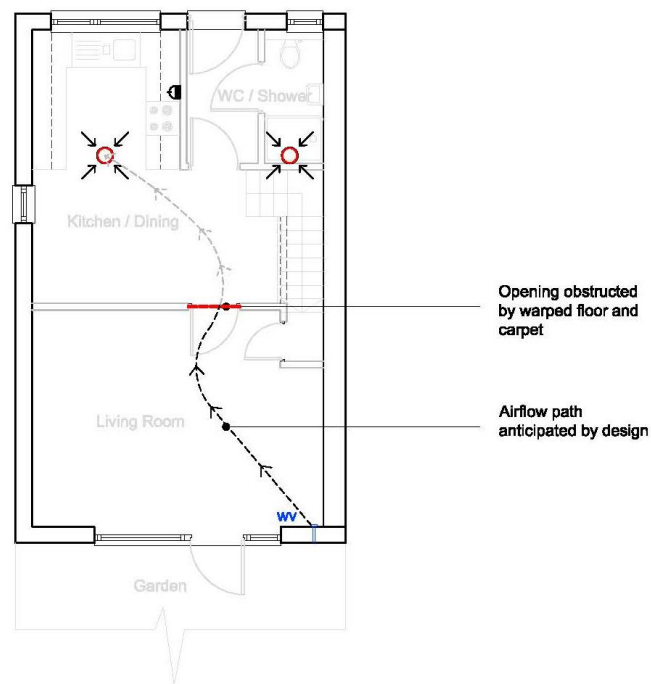 WC / Shower
Kitchen / Dining
Opening obstructed
by warped floor and
carpet
Living Room
Airflow path
anticipated by design
WV
Garden